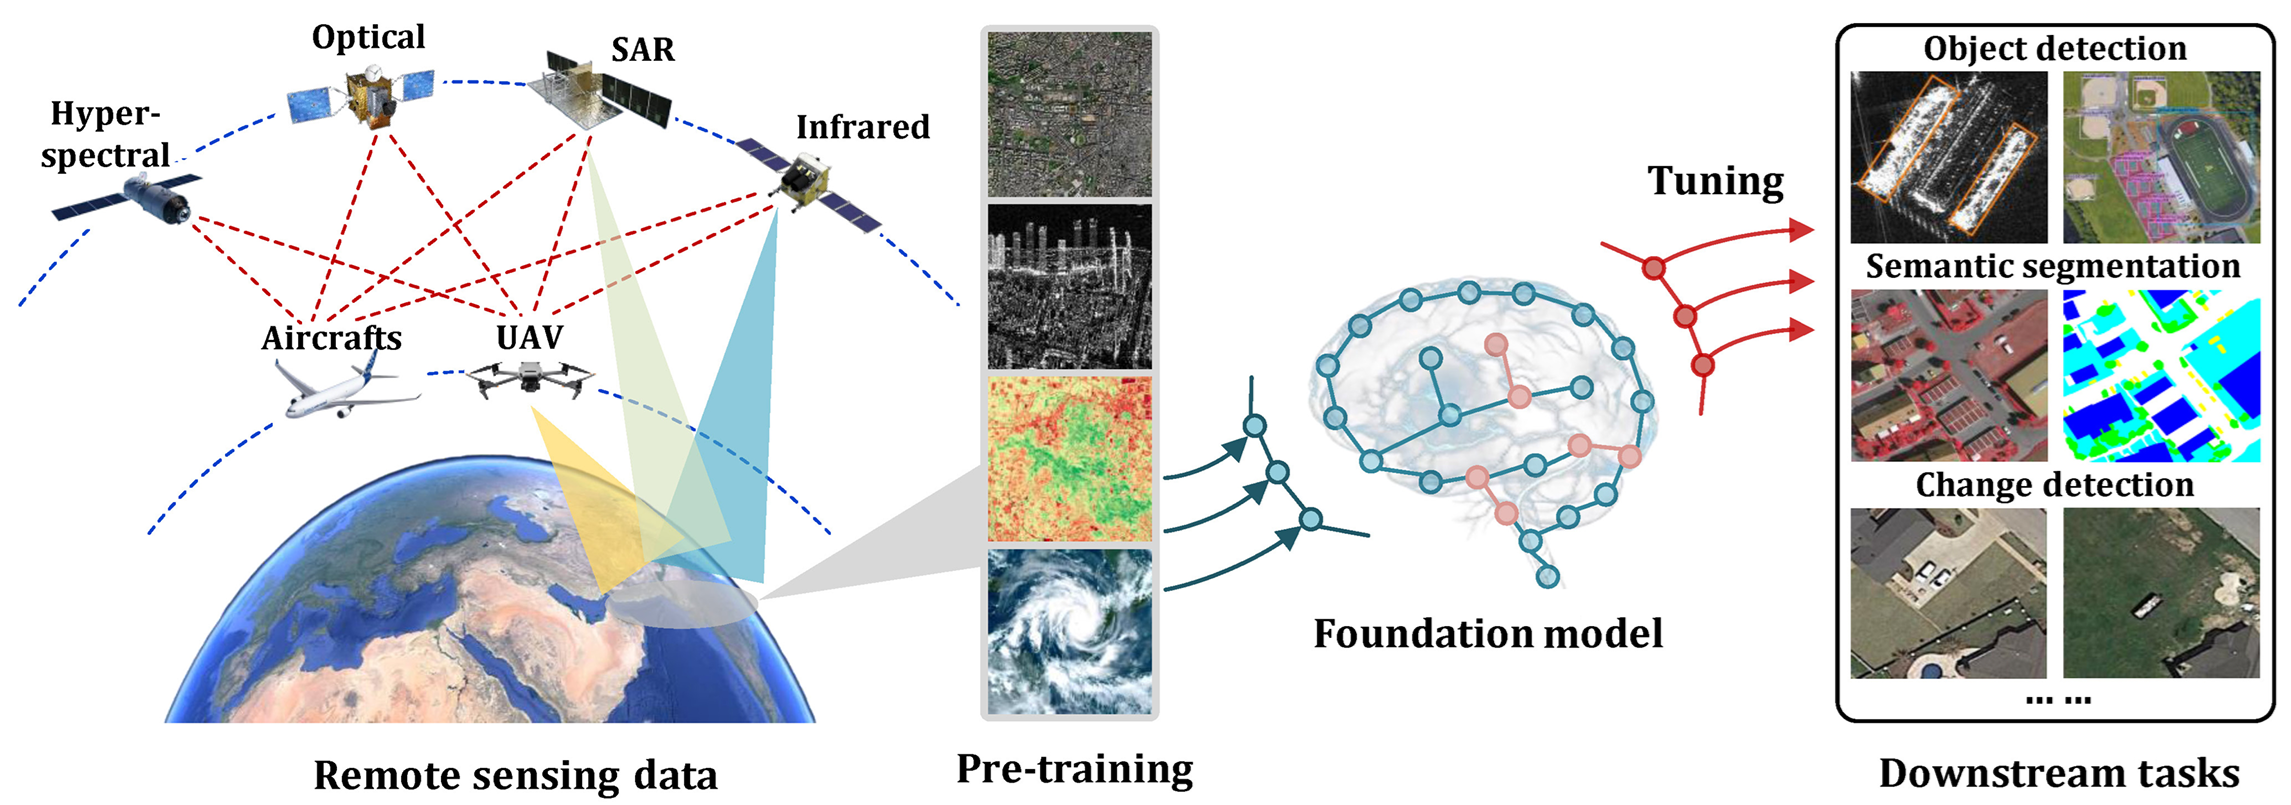 Optical
SAR
Hyper-
spectral
Infrared
Aircrafts
UAV
Remote sensing data
Pre-training
Foundation model
Tuning
Object detection
Semantic segmentation
Change detection
... ...
Downstream tasks